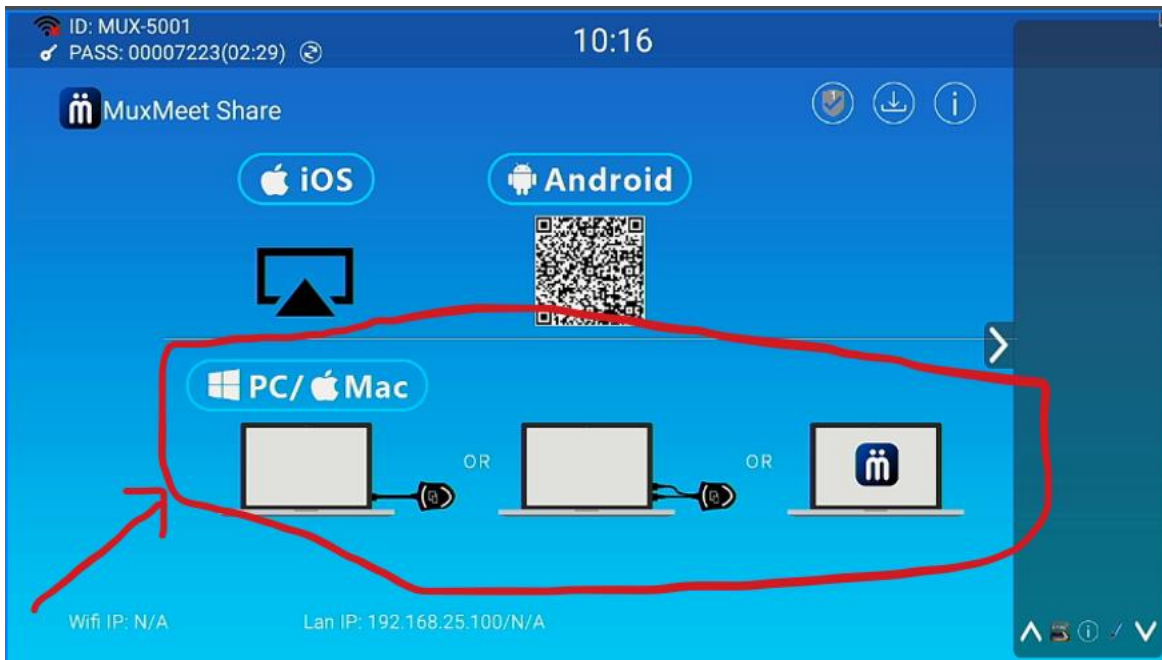 ID: MUX-5001
PASS: 00007223(02:29)
10:16
MuxMeet Share
iOS
Android
PC/ Mac
OR
OR
Wifi IP: N/A
Lan IP: 192.168.25.100/N/A